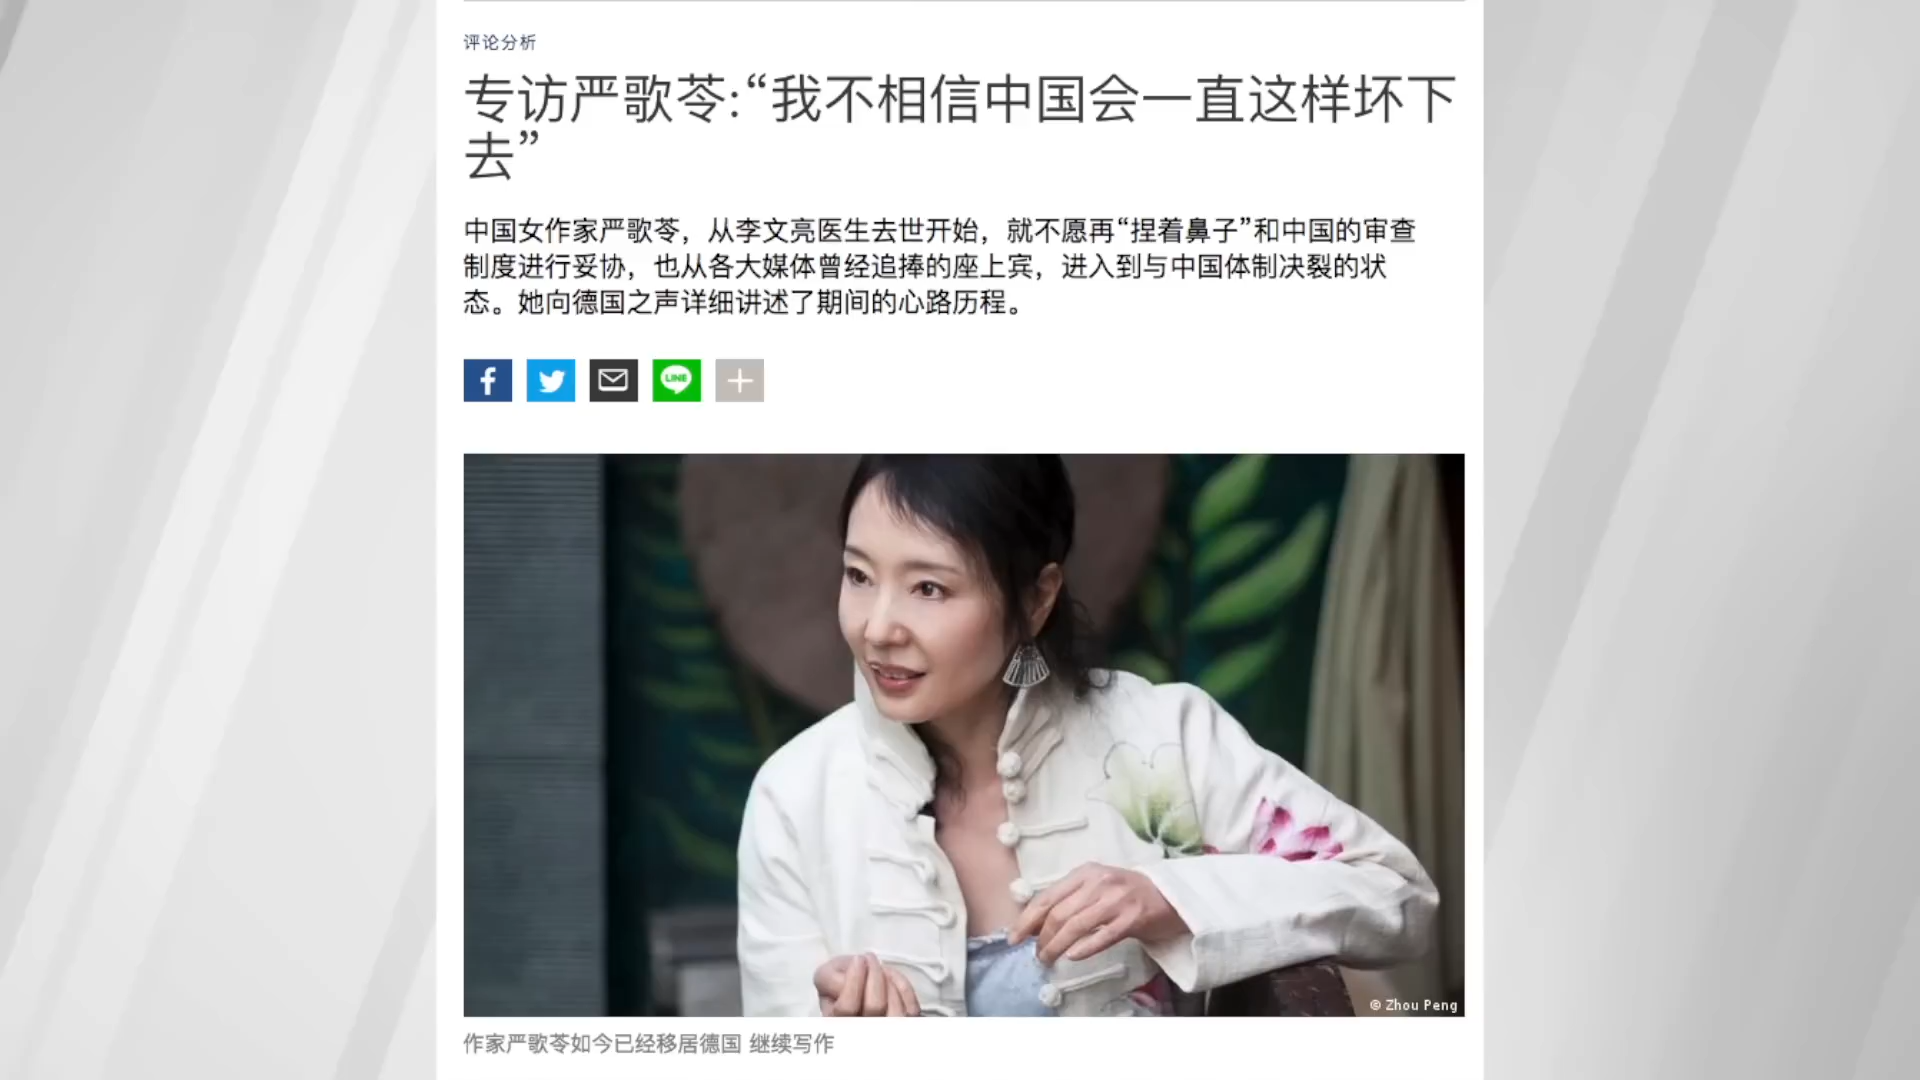 评论分析
专访严歌苓:“我不相信中国会一直这样坏下
去”
中国女作家严歌苓，从李文亮医生去世开始，就不愿再“捏着鼻子”和中国的审查
制度进行妥协，也从各大媒体曾经追捧的座上宾，进入到与中国体制决裂的状
态。她向德国之声详细讲述了期间的心路历程。
f
LINE
© Zhou Peng
作家严歌苓如今已经移居德国 继续写作